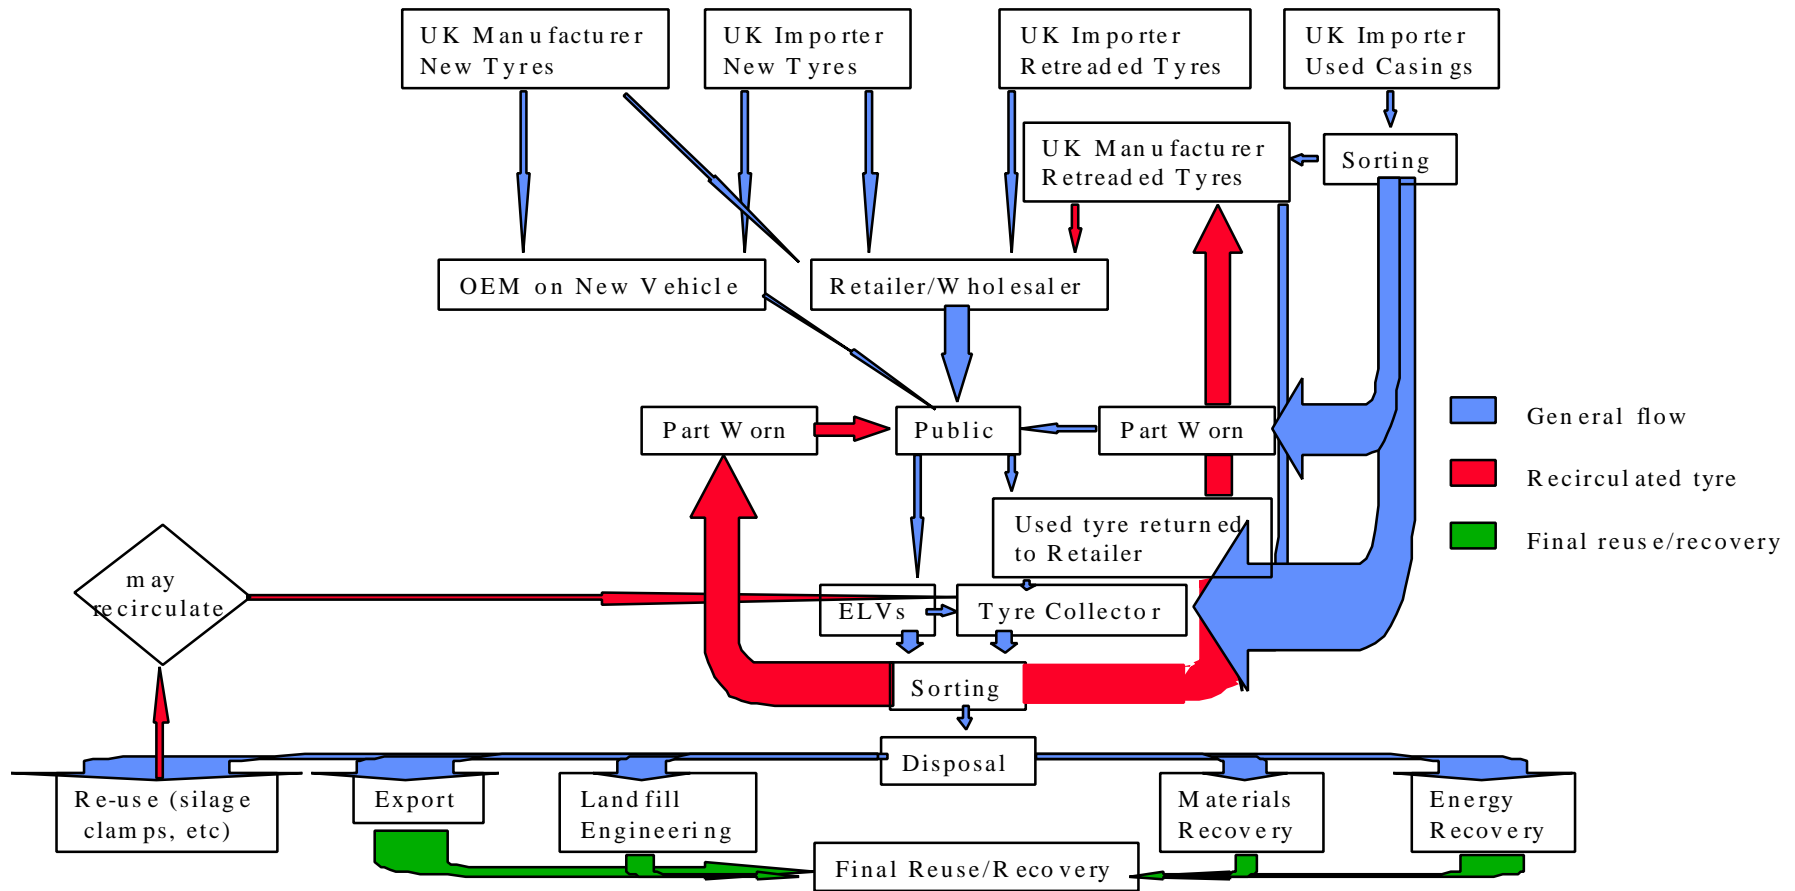 UK Manufacturer
New Tyres
UK Importer
New Tyres
UK Importer
Retreaded Tyres
UK Importer
Used Casings
UK Manufacturer
Retreaded Tyres
Sorting
OEM on New Vehicle
Retailer/Wholesaler
Part Worn
Public
Part Worn
General flow
Recirculated tyre
Final reuse/recovery
Used tyre returned
to Retailer
may
recirculate
ELVs
Tyre Collector
Sorting
Disposal
Re-use (silage
clamps, etc)
Export
Landfill
Engineering
Materials
Recovery
Energy
Recovery
Final Reuse/Recovery